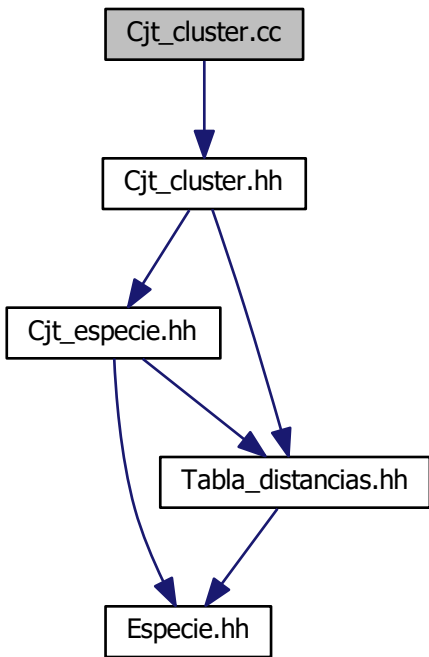 Cjt_cluster.cc
Cjt_cluster.hh
Cjt_especie.hh
Tabla_distancias.hh
Especie.hh